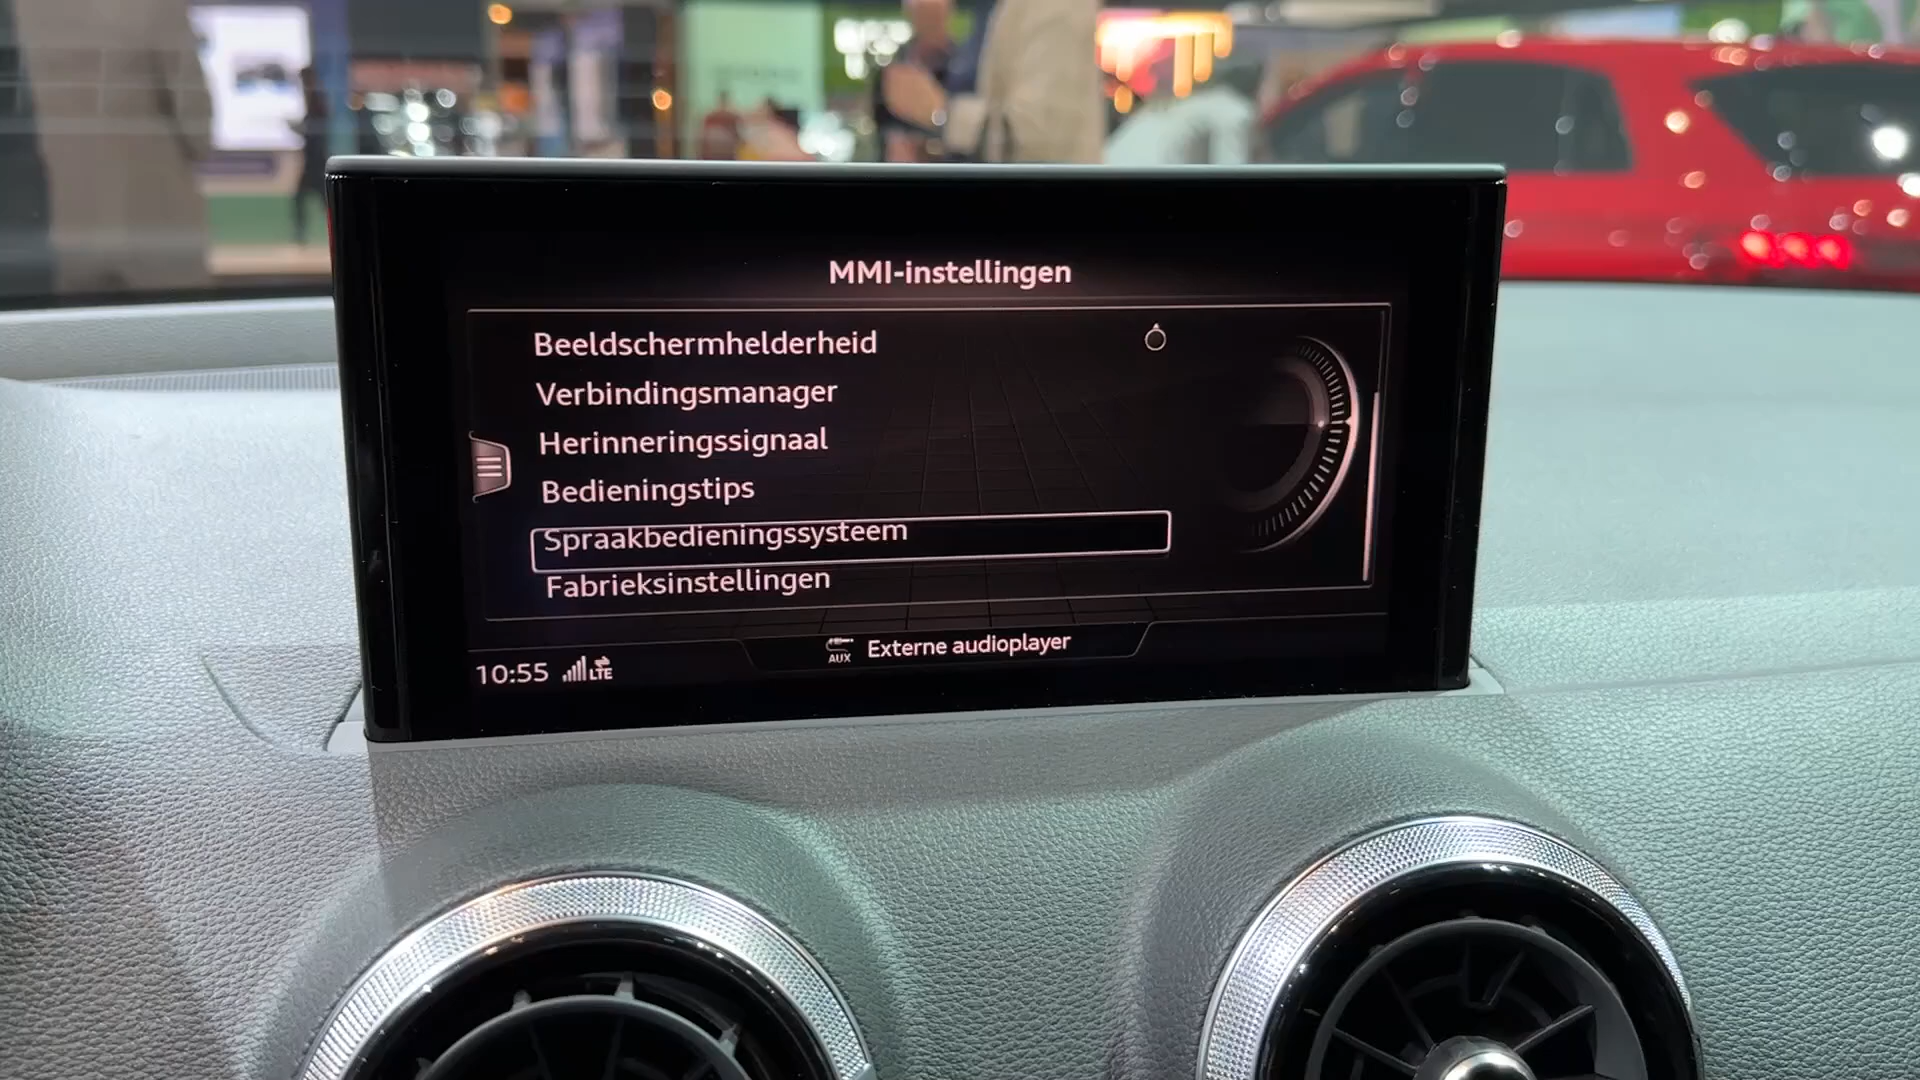 MMI-instellingen
Beeldschermhelderheid
Verbindingsmanager
Herinneringssignaal
Bedieningstips
Spraakbedieningssysteem
Fabrieksinstellingen
AUX Externe audioplayer
10:55 LTE